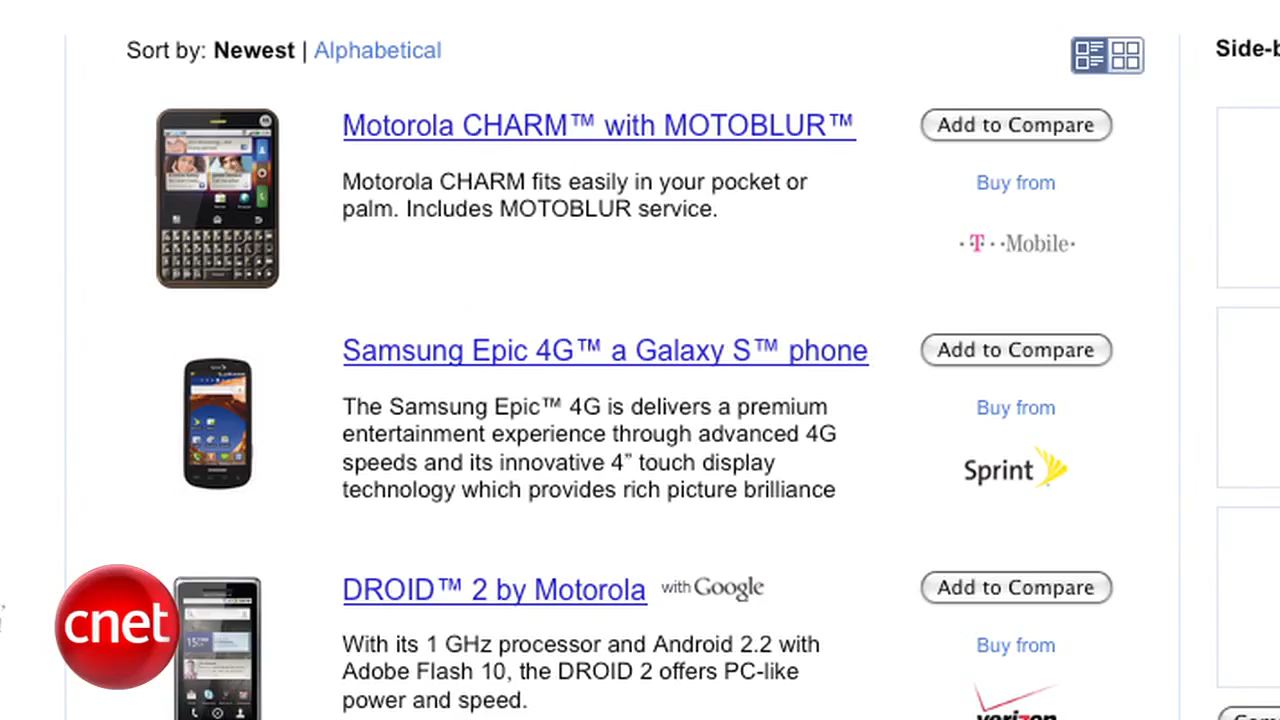 Sort by: Newest | Alphabetical
Side-b
Motorola CHARM™ with MOTOBLUR™
Add to Compare
Motorola CHARM fits easily in your pocket or
palm. Includes MOTOBLUR service.
Buy from
·T··Mobile·
Samsung Epic 4G™ a Galaxy S™ phone
Add to Compare
The Samsung Epic™ 4G is delivers a premium
entertainment experience through advanced 4G
speeds and its innovative 4” touch display
technology which provides rich picture brilliance
Buy from
Sprint
DROID™ 2 by Motorola with Google
Add to Compare
With its 1 GHz processor and Android 2.2 with
Adobe Flash 10, the DROID 2 offers PC-like
power and speed.
Buy from
verizon
cnet